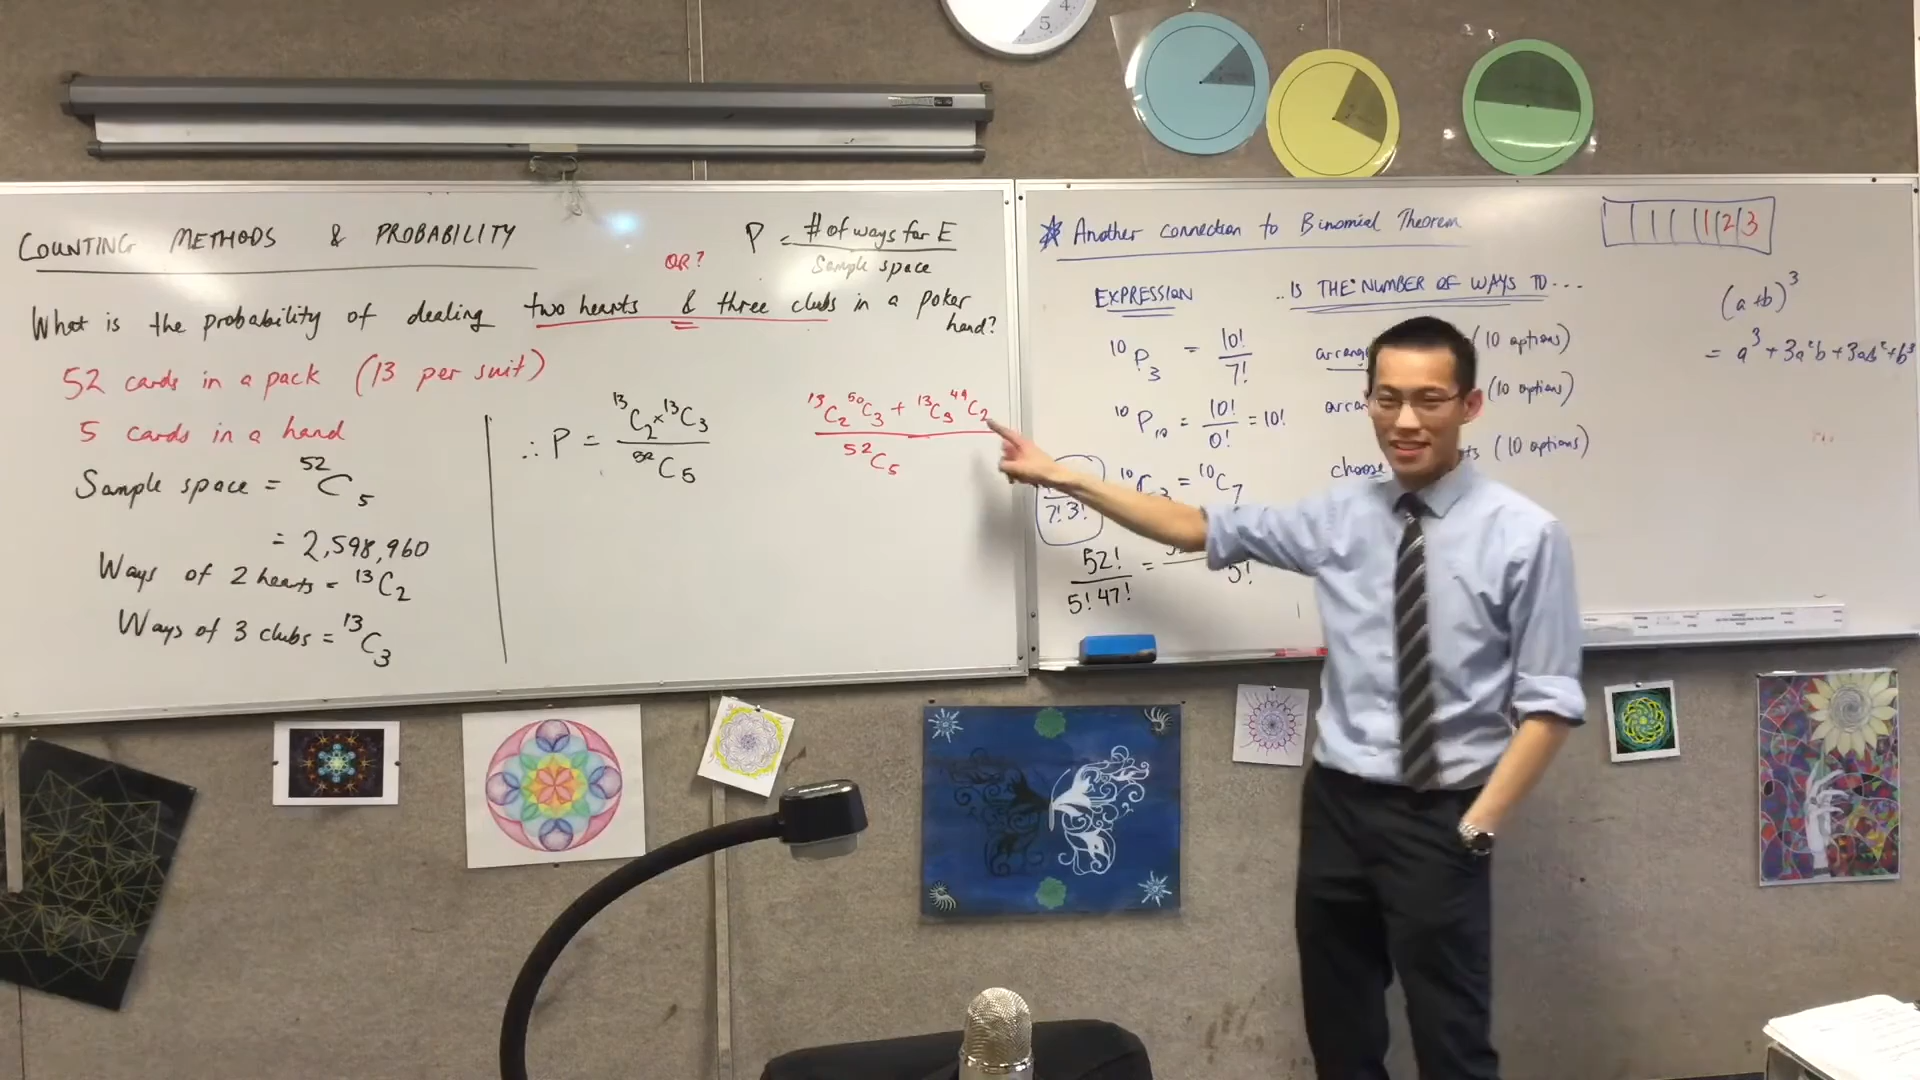 COUNTING METHODS & PROBABILITY
P = # of ways for E / Sample space
OR?
What is the probability of dealing two hearts & three clubs in a poker
hand?
52 cards in a pack (13 per suit)
5 cards in a hand
Sample space = ⁵²C₅
= 2,598,960
Ways of 2 hearts = ¹³C₂
Ways of 3 clubs = ¹³C₃
∴ P = ¹³C₂ × ¹³C₃ / ⁵²C₅
¹³C₂ ⁵⁰C₃ + ¹³C₃ ⁴⁹C₂ / ⁵²C₅
Another connection to Binomial Theorem
1 2 3
EXPRESSION
..IS THE NUMBER OF WAYS TO...
¹⁰P₃ = 10! / 7!
(10 options)
¹⁰P₁₀ = 10! / 0! = 10!
(10 options)
¹⁰C₃ = ¹⁰C₇
choose
(10 options)
7! 3!
52! / 5! 47! =
5!
(a+b)³
= a³ + 3a²b + 3ab² + b³